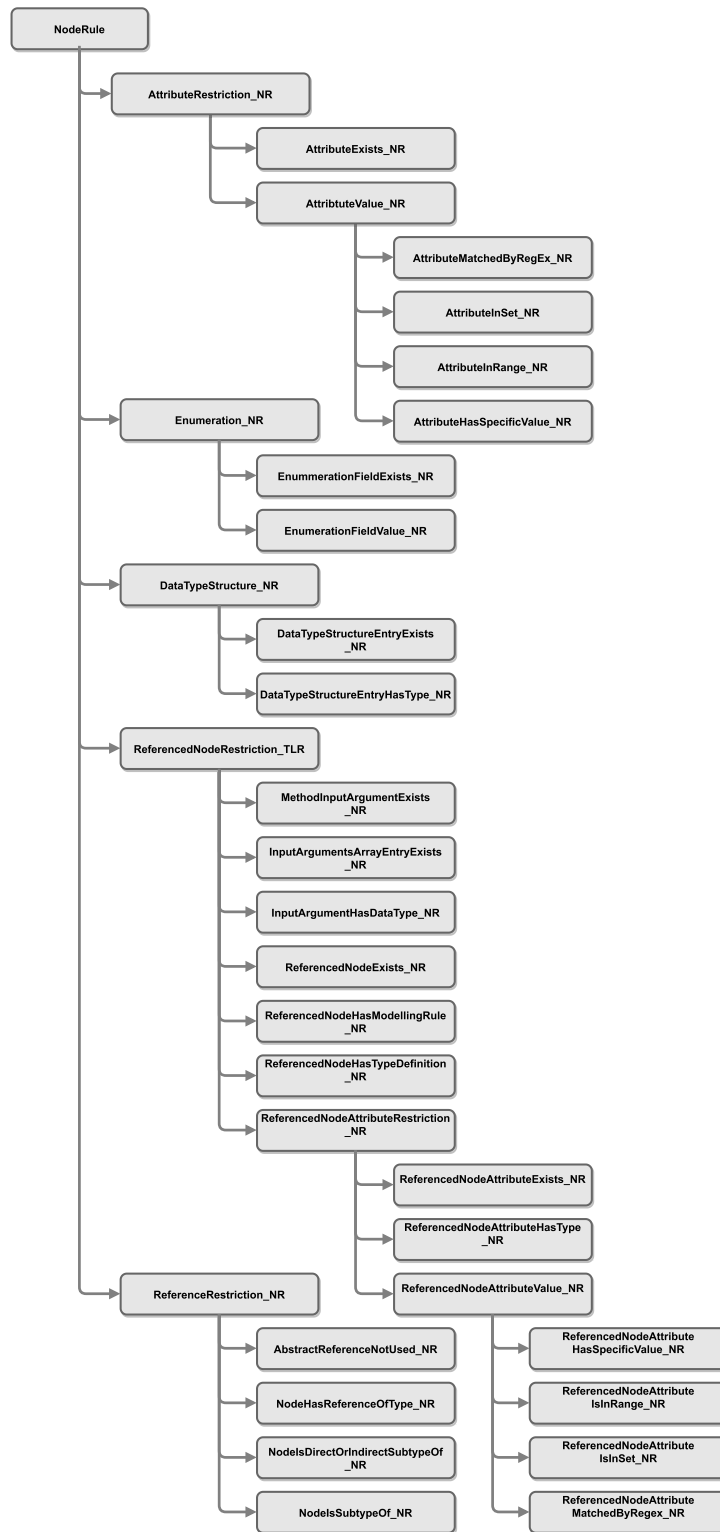 NodeRule
AttributeRestriction_NR
AttributeExists_NR
AttribtuteValue_NR
AttributeMatchedByRegEx_NR
AttributeInSet_NR
AttributeInRange_NR
AttributeHasSpecificValue_NR
Enumeration_NR
EnummerationFieldExists_NR
EnumerationFieldValue_NR
DataTypeStructure_NR
DataTypeStructureEntryExists
_NR
DataTypeStructureEntryHasType_NR
ReferencedNodeRestriction_TLR
MethodInputArgumentExists
_NR
InputArgumentsArrayEntryExists
_NR
InputArgumentHasDataType_NR
ReferencedNodeExists_NR
ReferencedNodeHasModellingRule
_NR
ReferencedNodeHasTypeDefinition
_NR
ReferencedNodeAttributeRestriction
_NR
ReferencedNodeAttributeExists_NR
ReferencedNodeAttributeHasType
_NR
ReferencedNodeAttributeValue_NR
ReferencedNodeAttribute
HasSpecificValue_NR
ReferencedNodeAttribute
IsInRange_NR
ReferencedNodeAttribute
IsInSet_NR
ReferencedNodeAttribute
MatchedByRegex_NR
ReferenceRestriction_NR
AbstractReferenceNotUsed_NR
NodeHasReferenceOfType_NR
NodeIsDirectOrIndirectSubtypeOf
_NR
NodeIsSubtypeOf_NR